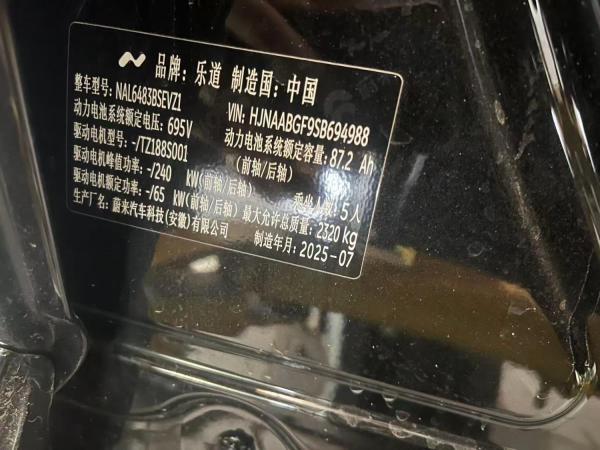 品牌：乐道 制造国：中国
整车型号：NAL6483BSEVZ1 VIN：HJNAABGF9SB694988
动力电池系统额定电压：695V 动力电池系统额定容量：87.2 Ah
驱动电机型号：-/TZ188S001 (前轴/后轴)
驱动电机峰值功率：-/240 kW(前轴/后轴) 乘坐人数：5人
驱动电机额定功率：-/65 kW(前轴/后轴) 最大允许总质量：2320kg
生产厂名：蔚来汽车科技(安徽)有限公司 制造年月：2025-07